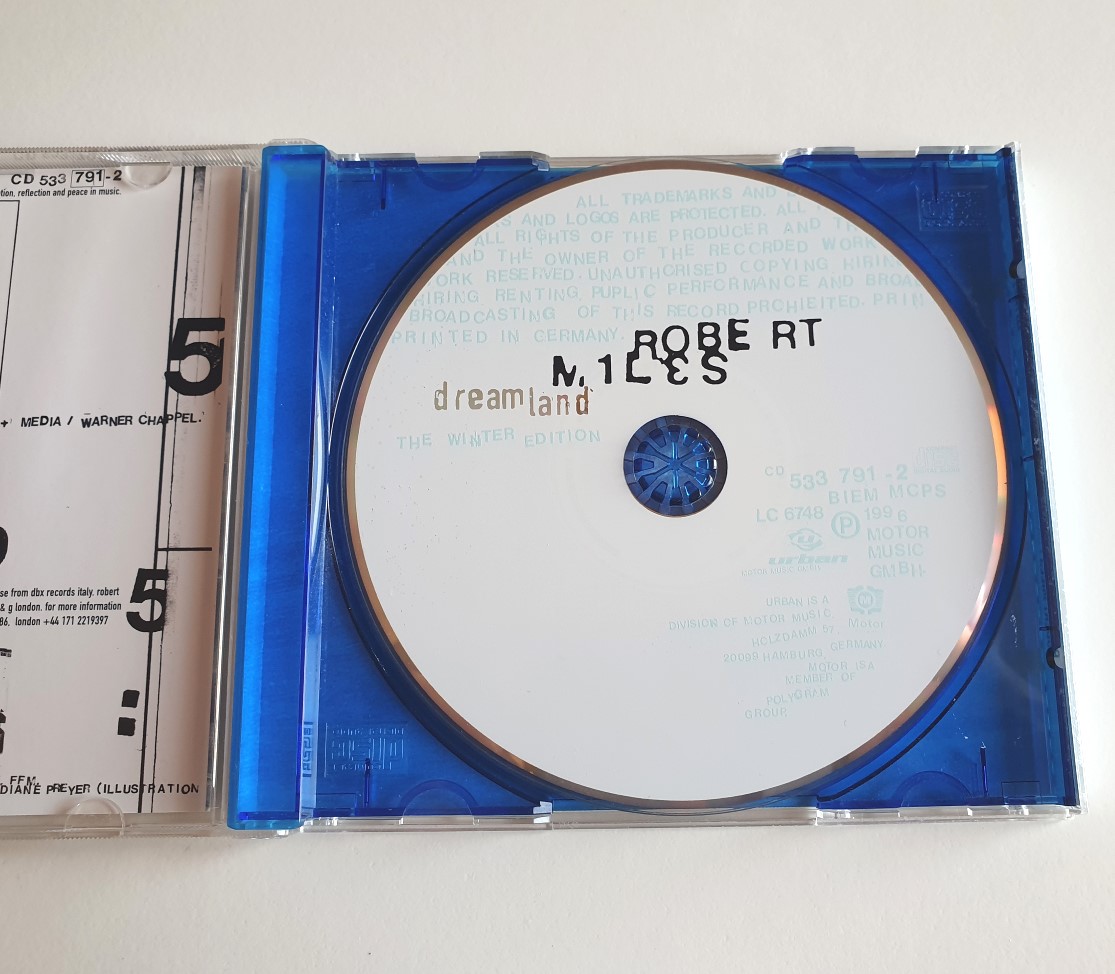 CD 533 791-2
tion, reflection and peace in music.
5
+ MEDIA / WARNER CHAPPEL.
se from dbx records italy. robert
& g london. for more information
86. london +44 171 2219397
5
FFM.
DIANE PREYER (ILLUSTRATION
ALL TRADEMARKS AND
S AND LOGOS ARE PROTECTED. ALL
ALL RIGHTS OF THE PRODUCER AND TH
AND THE OWNER OF THE RECORDED WORK
ORK RESERVED. UNAUTHORISED COPYING HIRIN
HIRING RENTING, PUPLIC PERFORMANCE AND BROAD
BROADCASTING OF THIS RECORD PROHIEITED. PRIN
PRINTED IN GERMANY.
ROBERT
M1LES
dreamland
THE WINTER EDITION
CD 533 791-2
BIEM MCPS
LC 6748 P 1996
MOTOR
MUSIC
GMBH
urban
URBAN IS A
DIVISION OF MOTOR MUSIC,
HOLZDAMM 57
20099 HAMBURG, GERMANY
MOTOR IS A
MEMBER OF
POLYGRAM
GROUP
M
Motor